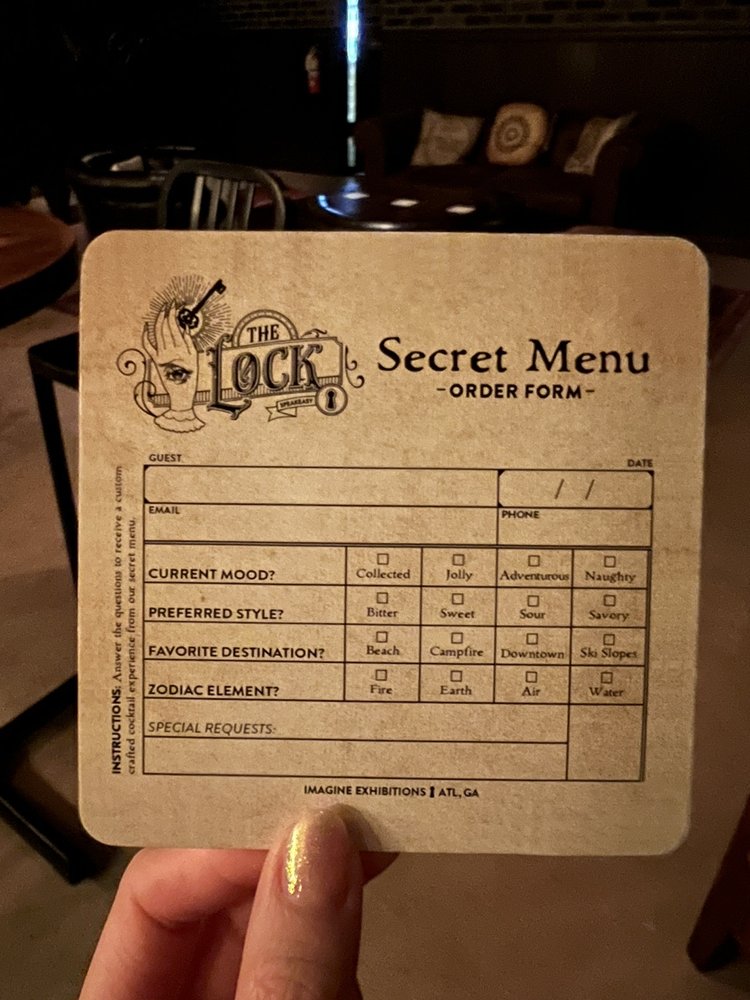 THE
LOCK
SPEAKEASY
Secret Menu
-ORDER FORM-
GUEST
DATE
/ /
EMAIL
PHONE
CURRENT MOOD? Collected Jolly Adventurous Naughty
PREFERRED STYLE? Bitter Sweet Sour Savory
FAVORITE DESTINATION? Beach Campfire Downtown Ski Slopes
ZODIAC ELEMENT? Fire Earth Air Water
SPECIAL REQUESTS:
INSTRUCTIONS: Answer the questions to receive a custom
crafted cocktail experience from our secret menu.
IMAGINE EXHIBITIONS ATL, GA